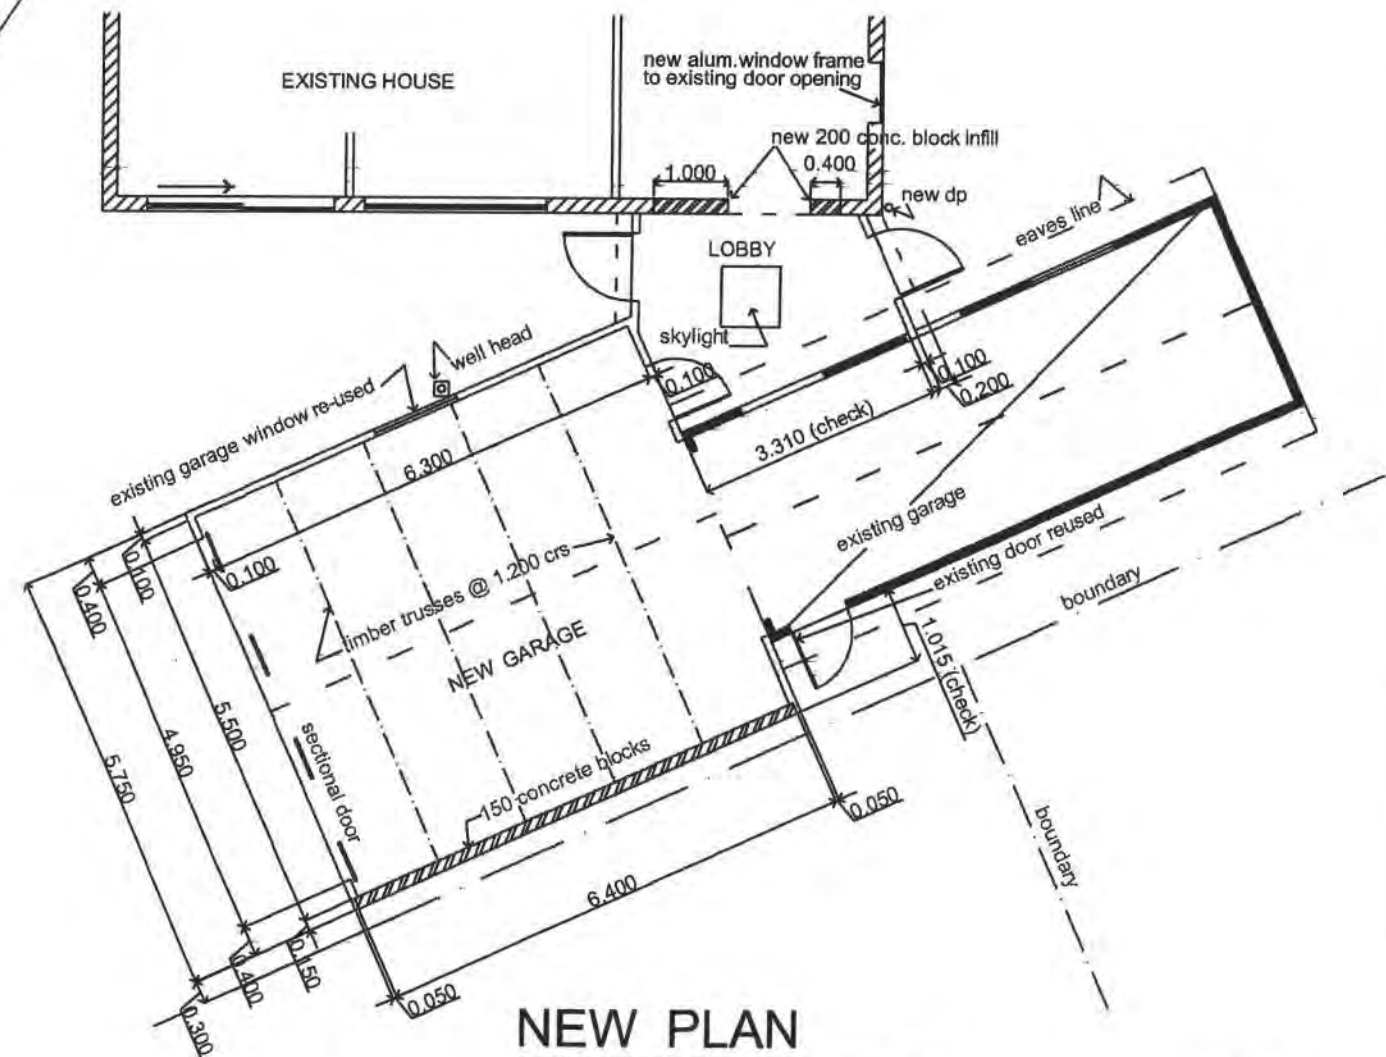 EXISTING HOUSE
new alum.window frame
to existing door opening
new 200 conc. block infill
1.000
0.400
new dp
eaves line
LOBBY
skylight
well head
existing garage window re-used
0.100
0.100
0.200
3.310 (check)
6.300
existing garage
existing door reused
boundary
0.100
0.400
0.100
timber trusses @ 1.200 crs
NEW GARAGE
1.015 (check)
5.750
4.950
5.500
sectional door
150 concrete blocks
0.050
boundary
6.400
0.150
0.400
0.300
0.050
NEW PLAN